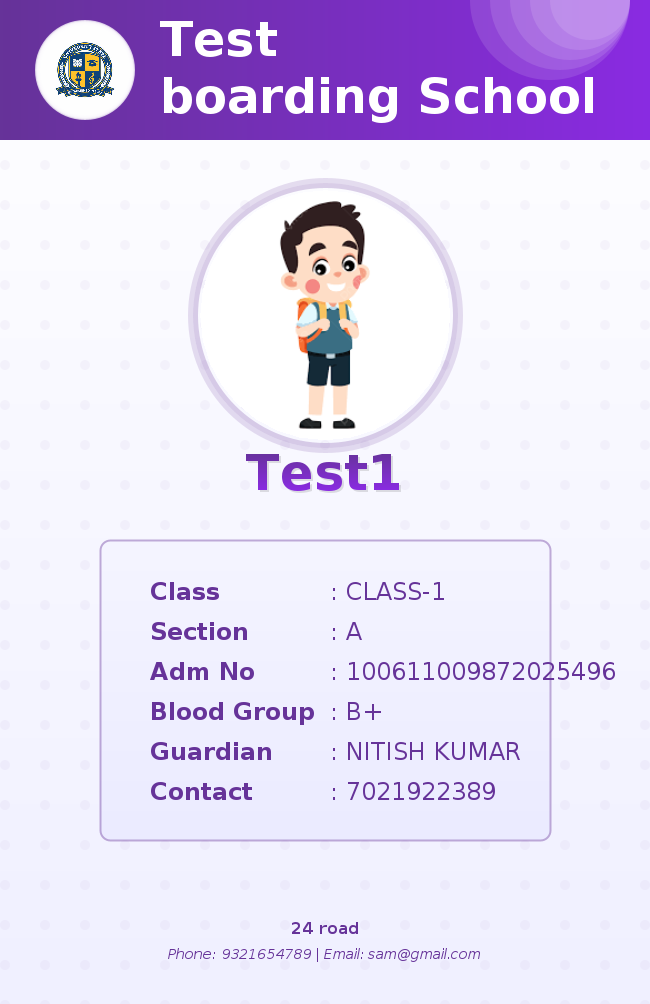 Test
boarding School
Test1
Class : CLASS-1
Section : A
Adm No : 100611009872025496
Blood Group : B+
Guardian : NITISH KUMAR
Contact : 7021922389
24 road
Phone: 9321654789 | Email: sam@gmail.com